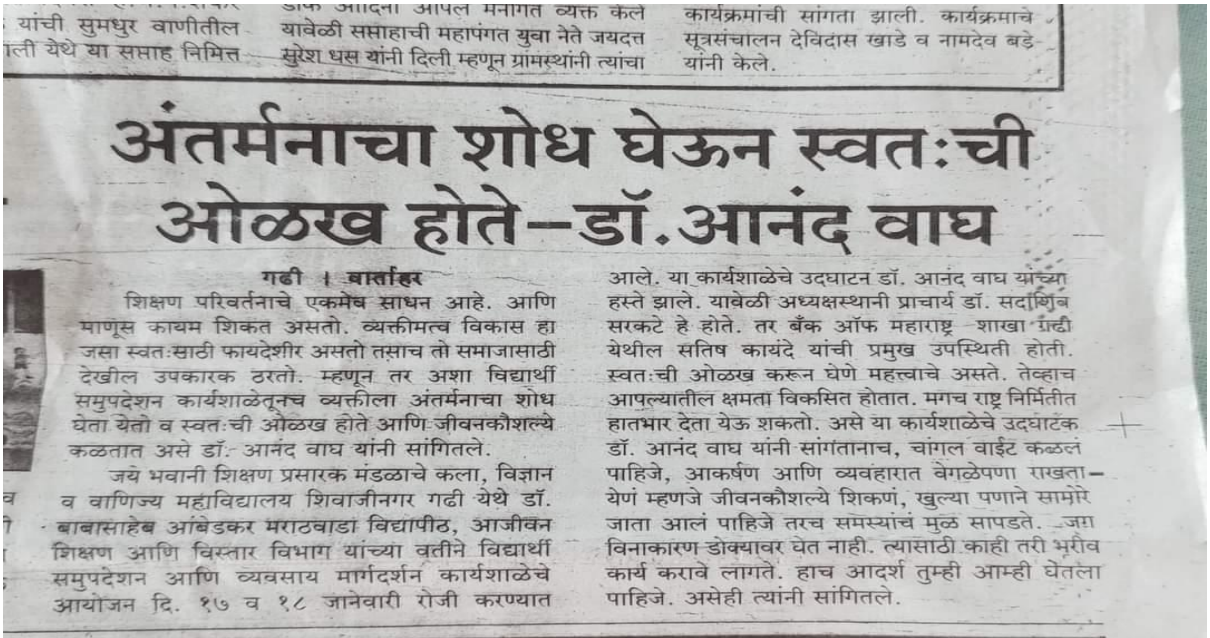 यांची सुमधुर वाणीतील
ाली येथे या सप्ताह निमित्त
आदिनी आपले मनोगत व्यक्त केले
यावेळी सप्ताहाची महापंगत युवा नेते जयदत्त
सुरेश धस यांनी दिली म्हणून ग्रामस्थांनी त्यांचा
कार्यक्रमांची सांगता झाली. कार्यक्रमाचे
सूत्रसंचालन देविदास खाडे व नामदेव बडे
यांनी केले.
अंतर्मनाचा शोध घेऊन स्वतःची
ओळख होते–डॉ.आनंद वाघ
गढी । वार्ताहर
शिक्षण परिवर्तनाचे एकमेव साधन आहे. आणि
माणूस कायम शिकत असतो. व्यक्तीमत्व विकास हा
जसा स्वतःसाठी फायदेशीर असतो तसाच तो समाजासाठी
देखील उपकारक ठरतो. म्हणून तर अशा विद्यार्थी
समुपदेशन कार्यशाळेतूनच व्यक्तीला अंतर्मनाचा शोध
घेता येतो व स्वतःची ओळख होते आणि जीवनकौशल्ये
कळतात असे डॉ. आनंद वाघ यांनी सांगितले.
जय भवानी शिक्षण प्रसारक मंडळाचे कला, विज्ञान
व वाणिज्य महाविद्यालय शिवाजीनगर गढी येथे डॉ.
बाबासाहेब आंबेडकर मराठवाडा विद्यापीठ, आजीवन
शिक्षण आणि विस्तार विभाग यांच्या वतीने विद्यार्थी
समुपदेशन आणि व्यवसाय मार्गदर्शन कार्यशाळेचे
आयोजन दि. १७ व १८ जानेवारी रोजी करण्यात
आले. या कार्यशाळेचे उदघाटन डॉ. आनंद वाघ यांच्या
हस्ते झाले. यावेळी अध्यक्षस्थानी प्राचार्य डॉ. सदाशिव
सरकटे हे होते. तर बँक ऑफ महाराष्ट्र शाखा गढी
येथील सतिष कायंदे यांची प्रमुख उपस्थिती होती.
स्वतःची ओळख करून घेणे महत्त्वाचे असते. तेव्हाच
आपल्यातील क्षमता विकसित होतात. मगच राष्ट्र निर्मितीत
हातभार देता येऊ शकतो. असे या कार्यशाळेचे उदघाटक
डॉ. आनंद वाघ यांनी सांगतानाच, चांगल वाईट कळलं
पाहिजे, आकर्षण आणि व्यवहारात वेगळेपणा राखता–
येणं म्हणजे जीवनकौशल्ये शिकणं, खुल्या पणाने सामोरे
जाता आलं पाहिजे तरच समस्यांचं मुळ सापडते. जग
विनाकारण डोक्यावर घेत नाही. त्यासाठी काही तरी भरीव
कार्य करावे लागते. हाच आदर्श तुम्ही आम्ही घेतला
पाहिजे. असेही त्यांनी सांगितले.